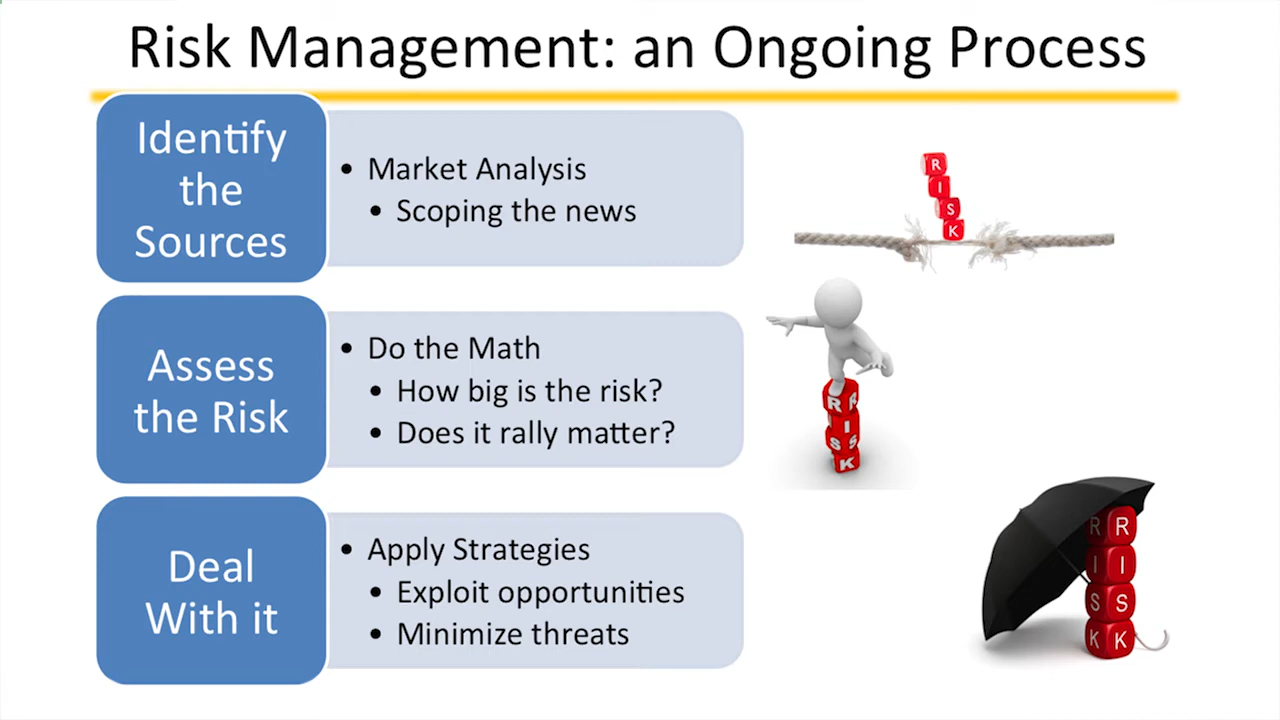 Risk Management: an Ongoing Process
Identify
the
Sources
• Market Analysis
• Scoping the news
R
I
S
K
Assess
the Risk
• Do the Math
• How big is the risk?
• Does it rally matter?
R R
I I
S S
K
Deal
With it
• Apply Strategies
• Exploit opportunities
• Minimize threats
R R
I I
S S
K K